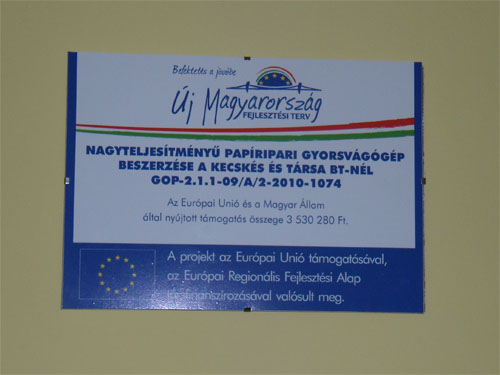 Befektetés a jövőbe
Új Magyarország
FEJLESZTÉSI TERV
NAGYTELJESÍTMÉNYŰ PAPÍRIPARI GYORSVÁGÓGÉP
BESZERZÉSE A KECSKÉS ÉS TÁRSA BT-NÉL
GOP-2.1.1-09/A/2-2010-1074
Az Európai Unió és a Magyar Állam
által nyújtott támogatás összege 3 530 280 Ft.
A projekt az Európai Unió támogatásával,
az Európai Regionális Fejlesztési Alap
társfinanszírozásával valósult meg.